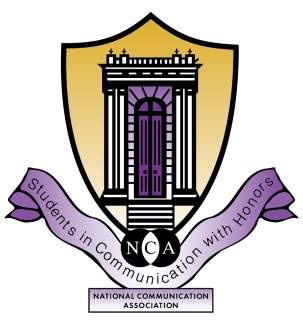 NCA
Students in Communication with Honors
NATIONAL COMMUNICATION
ASSOCIATION